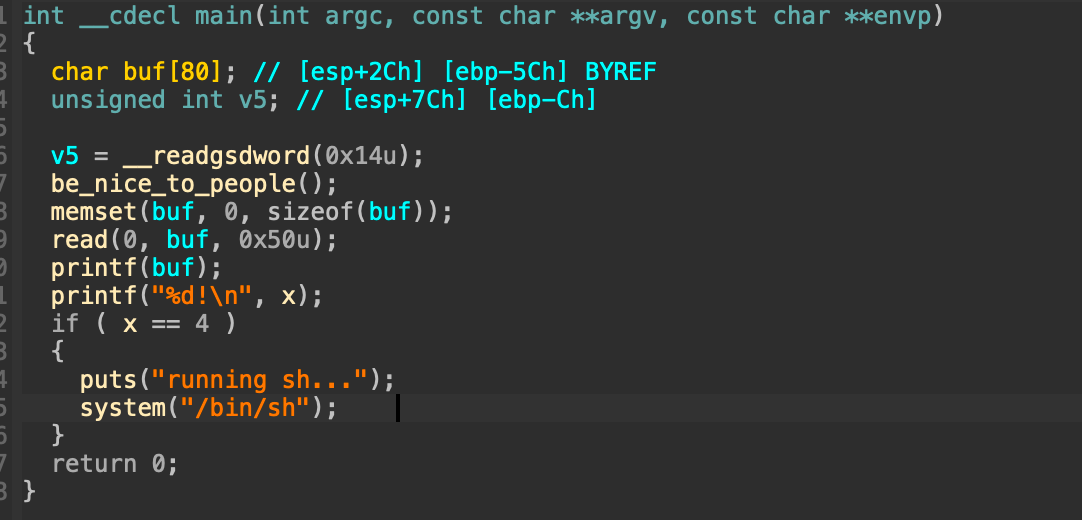 1 int __cdecl main(int argc, const char **argv, const char **envp)
2 {
3   char buf[80]; // [esp+2Ch] [ebp-5Ch] BYREF
4   unsigned int v5; // [esp+7Ch] [ebp-Ch]
5
6   v5 = __readgsdword(0x14u);
7   be_nice_to_people();
8   memset(buf, 0, sizeof(buf));
9   read(0, buf, 0x50u);
0   printf(buf);
1   printf("%d!\n", x);
2   if ( x == 4 )
3   {
4     puts("running sh...");
5     system("/bin/sh");
6   }
7   return 0;
8 }